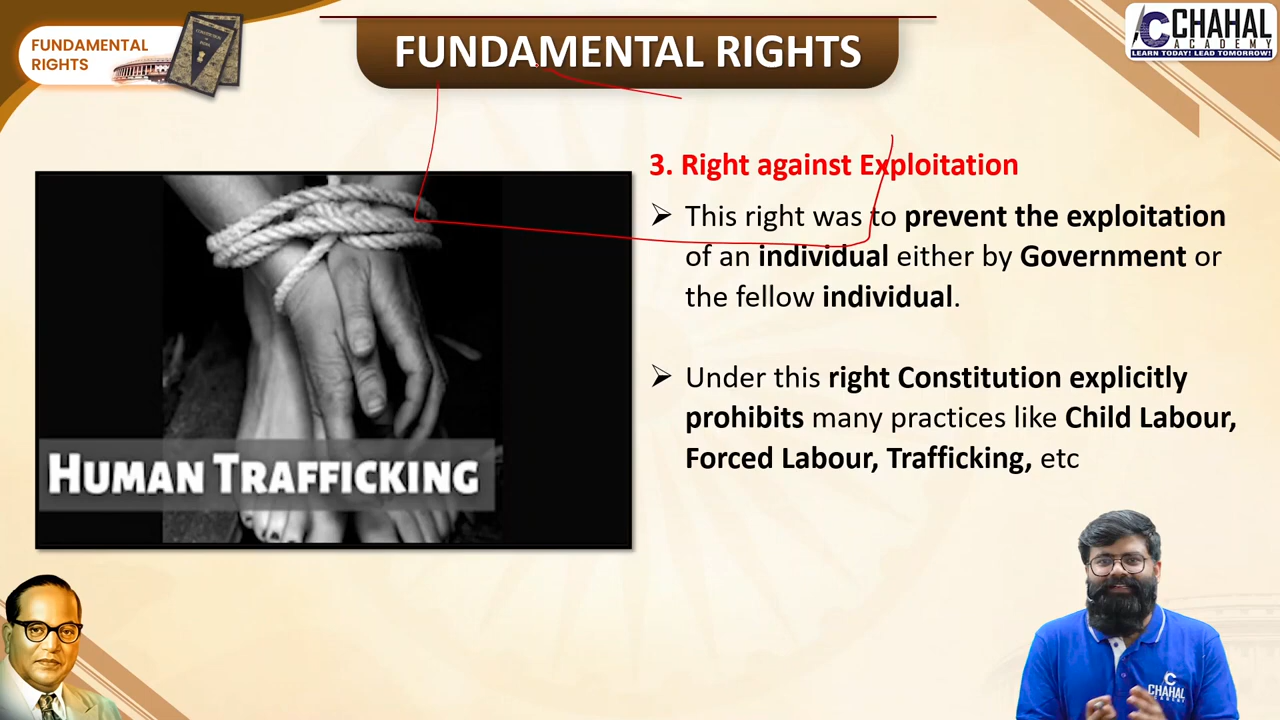 FUNDAMENTAL
RIGHTS
FUNDAMENTAL RIGHTS
CHAHAL
ACADEMY
LEARN TODAY! LEAD TOMORROW!
3. Right against Exploitation
➢ This right was to prevent the exploitation
of an individual either by Government or
the fellow individual.
➢ Under this right Constitution explicitly
prohibits many practices like Child Labour,
Forced Labour, Trafficking, etc
HUMAN TRAFFICKING
CHAHAL
ACADEMY